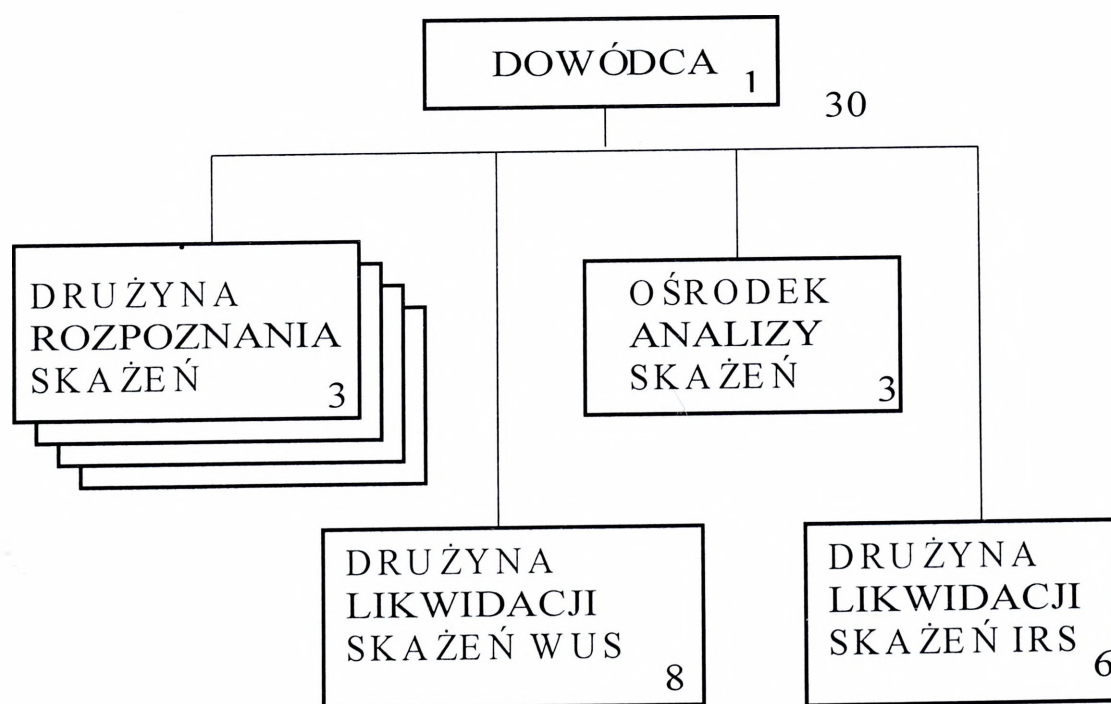 DOWÓDCA 1
30
DRUŻYNA
ROZPOZNANIA
SKAŻEŃ 3
OŚRODEK
ANALIZY
SKAŻEŃ 3
DRUŻYNA
LIKWIDACJI
SKAŻEŃ WUS
8
DRUŻYNA
LIKWIDACJI
SKAŻEŃ IRS
6